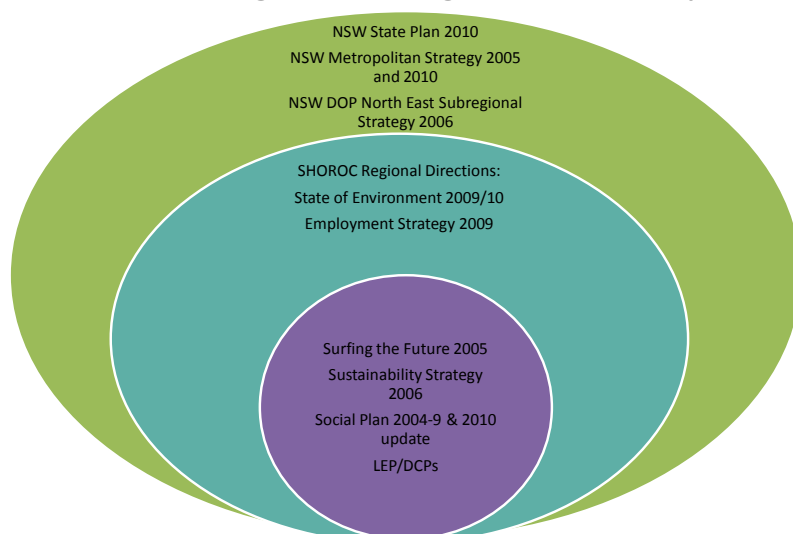 NSW State Plan 2010
NSW Metropolitan Strategy 2005
and 2010
NSW DOP North East Subregional
Strategy 2006
SHOROC Regional Directions:
State of Environment 2009/10
Employment Strategy 2009
Surfing the Future 2005
Sustainability Strategy
2006
Social Plan 2004-9 & 2010
update
LEP/DCPs